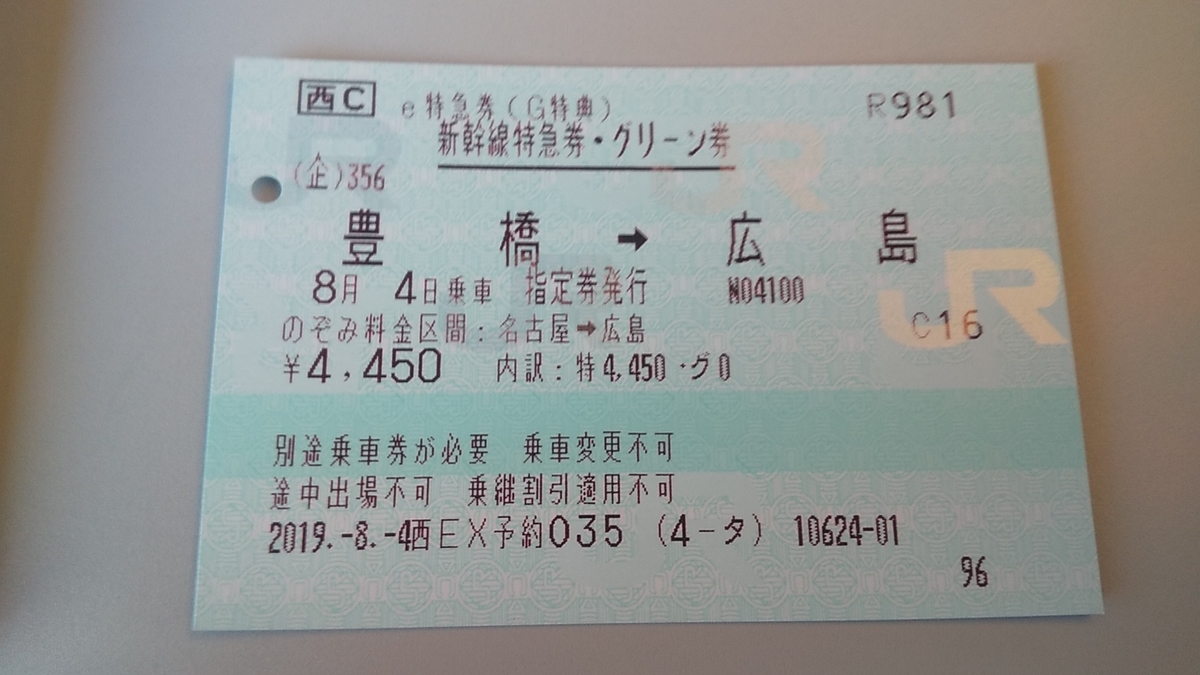 西C e特急券(G特典) R981
新幹線特急券・グリーン券
(企)356
豊橋 ➡ 広島
8月 4日乗車 指定券発行 N04100
のぞみ料金区間:名古屋➡広島 C16
¥4,450 内訳:特4,450・グ0
別途乗車券が必要 乗車変更不可
途中出場不可 乗継割引適用不可
2019.-8.-4西EX予約035 (4-タ) 10624-01
96
JR